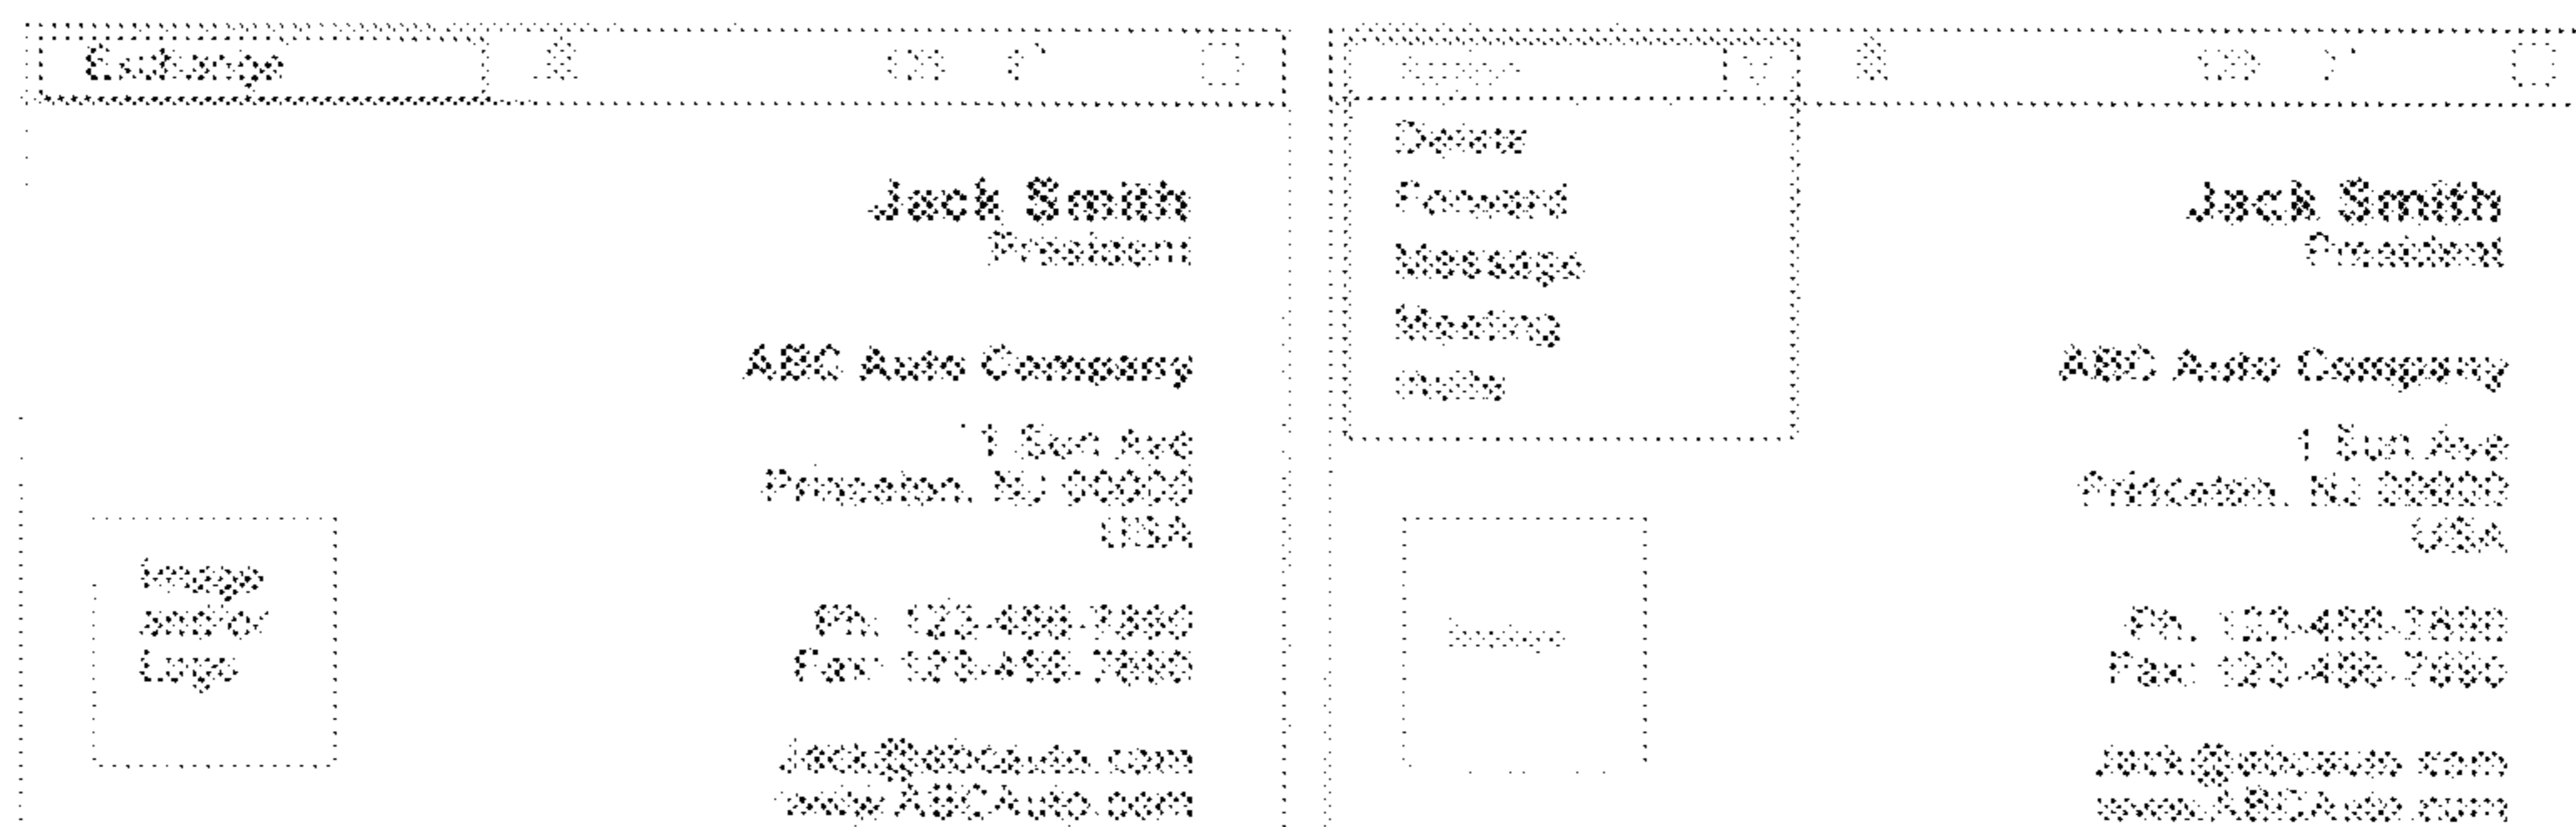 Exchange
Jack Smith
President
ABC Auto Company
1 Sun Ave
Princeton, NJ 00000
USA
Image
and/or
Logo
Ph: 123-456-7890
Fax: 123-456-7890
Jack@abcauto.com
www.ABCAuto.com
Delete
Forward
Message
Meeting
Jack Smith
President
ABC Auto Company
1 Sun Ave
Princeton, NJ 00000
USA
Ph. 123-456-7890
Fax: 123-456-7890
Jack@abcauto.com
www.ABCAuto.com